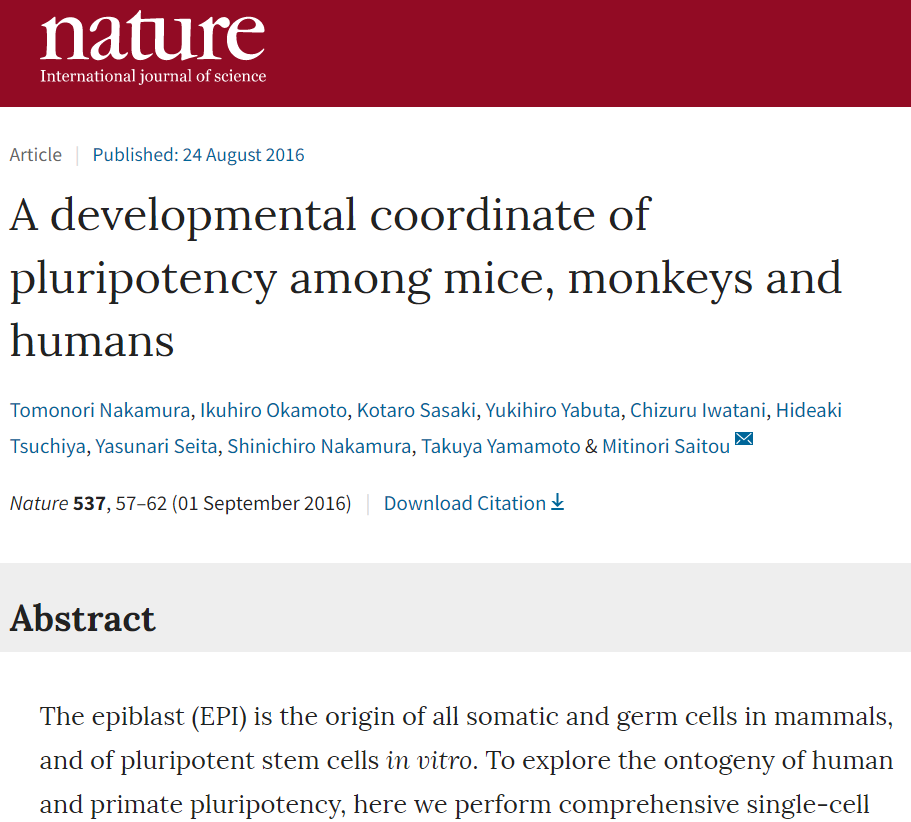 nature
International journal of science
Article | Published: 24 August 2016
A developmental coordinate of
pluripotency among mice, monkeys and
humans
Tomonori Nakamura, Ikuhiro Okamoto, Kotaro Sasaki, Yukihiro Yabuta, Chizuru Iwatani, Hideaki
Tsuchiya, Yasunari Seita, Shinichiro Nakamura, Takuya Yamamoto & Mitinori Saitou
Nature 537, 57–62 (01 September 2016) | Download Citation
Abstract
The epiblast (EPI) is the origin of all somatic and germ cells in mammals,
and of pluripotent stem cells in vitro. To explore the ontogeny of human
and primate pluripotency, here we perform comprehensive single-cell